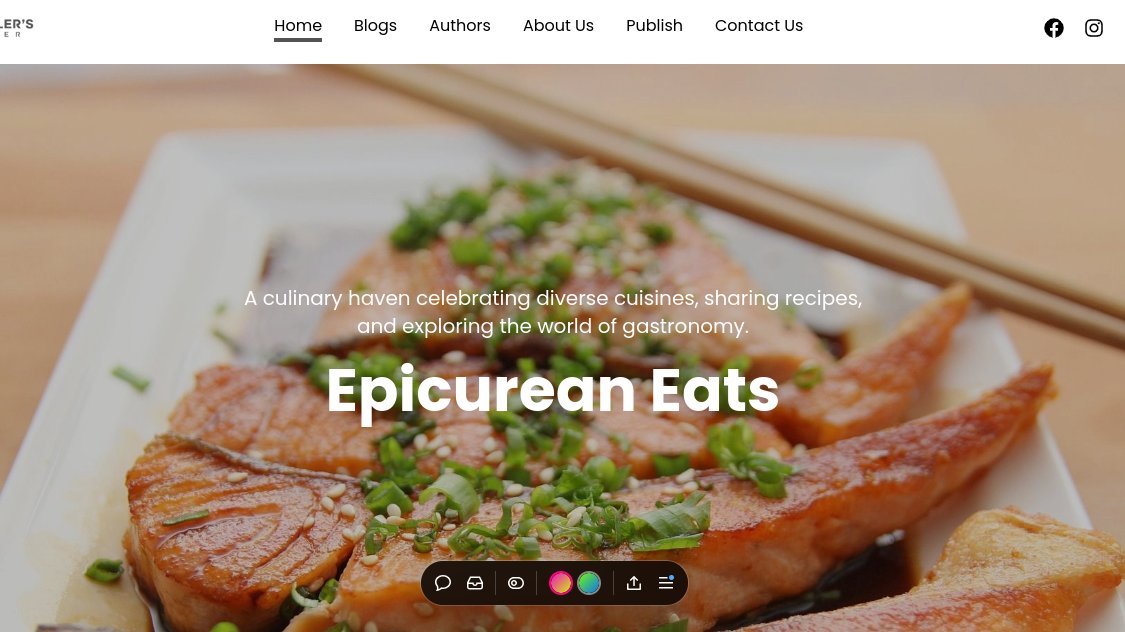 LER'S
ER
Home Blogs Authors About Us Publish Contact Us
A culinary haven celebrating diverse cuisines, sharing recipes,
and exploring the world of gastronomy.
Epicurean Eats